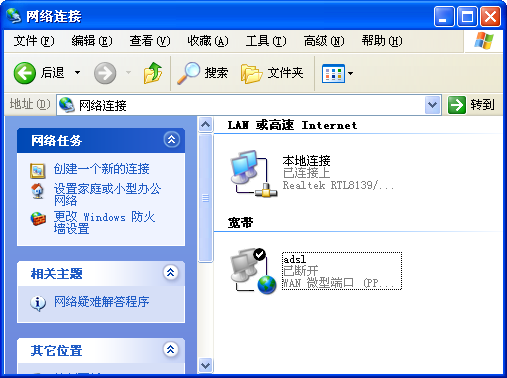 网络连接
文件(F) 编辑(E) 查看(V) 收藏(A) 工具(T) 高级(N) 帮助(H)
后退 搜索 文件夹
地址(D) 网络连接 转到
网络任务
创建一个新的连接
设置家庭或小型办公
网络
更改 Windows 防火
墙设置
相关主题
网络疑难解答程序
其它位置
LAN 或高速 Internet
本地连接
已连接上
Realtek RTL8139/...
宽带
adsl
已断开
WAN 微型端口 (PP...